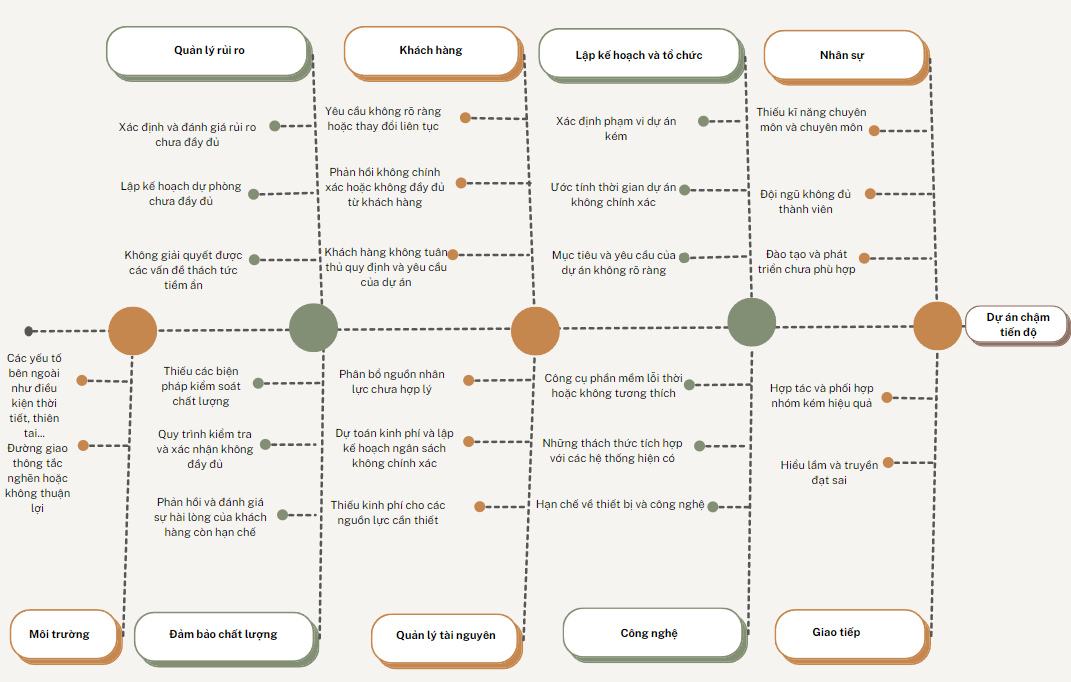 Quản lý rủi ro
Khách hàng
Lập kế hoạch và tổ chức
Nhân sự
Xác định và đánh giá rủi ro
chưa đầy đủ
Lập kế hoạch dự phòng
chưa đầy đủ
Không giải quyết được
các vấn đề thách tức
tiềm ẩn
Yêu cầu không rõ ràng
hoặc thay đổi liên tục
Phản hồi không chính
xác hoặc không đầy đủ
từ khách hàng
Khách hàng không tuân
thủ quy định và yêu cầu
của dự án
Xác định phạm vi dự án
kém
Ước tính thời gian dự án
không chính xác
Mục tiêu và yêu cầu của
dự án không rõ ràng
Thiếu kĩ năng chuyên
môn và chuyên môn
Đội ngũ không đủ
thành viên
Đào tạo và phát
triển chưa phù hợp
Dự án chậm
tiến độ
Các yếu tố
bên ngoài
như điều
kiện thời
tiết, thiên
tai...
Đường giao
thông tắc
nghẽn hoặc
không thuận
lợi
Thiếu các biện
pháp kiểm soát
chất lượng
Quy trình kiểm tra
và xác nhận không
đầy đủ
Phản hồi và đánh giá
sự hài lòng của khách
hàng còn hạn chế
Phân bổ nguồn nhân
lực chưa hợp lý
Dự toán kinh phí và lập
kế hoạch ngân sách
không chính xác
Thiếu kinh phí cho các
nguồn lực cần thiết
Công cụ phần mềm lỗi thời
hoặc không tương thích
Những thách thức tích hợp
với các hệ thống hiện có
Hạn chế về thiết bị và công nghệ
Hợp tác và phối hợp
nhóm kém hiệu quả
Hiểu lầm và truyền
đạt sai
Môi trường
Đảm bảo chất lượng
Quản lý tài nguyên
Công nghệ
Giao tiếp